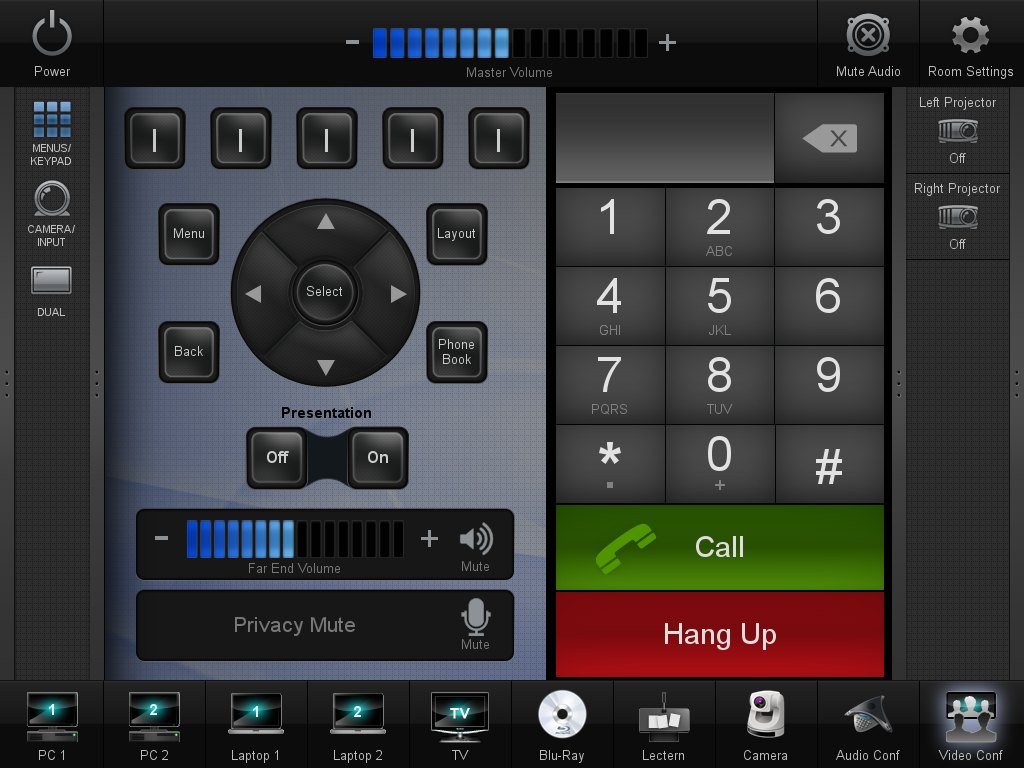 Power
- +
Master Volume
Mute Audio
Room Settings
MENUS/
KEYPAD
CAMERA/
INPUT
DUAL
| | | | |
Menu
Layout
Select
Back
Phone
Book
Presentation
Off On
- +
Far End Volume
Mute
Privacy Mute
Mute
X
1 2 3
ABC
4 5 6
GHI JKL
7 8 9
PQRS TUV
* 0 #
. +
Call
Hang Up
Left Projector
Off
Right Projector
Off
1 2 1 2 TV
PC 1 PC 2 Laptop 1 Laptop 2 TV Blu-Ray Lectern Camera Audio Conf Video Conf